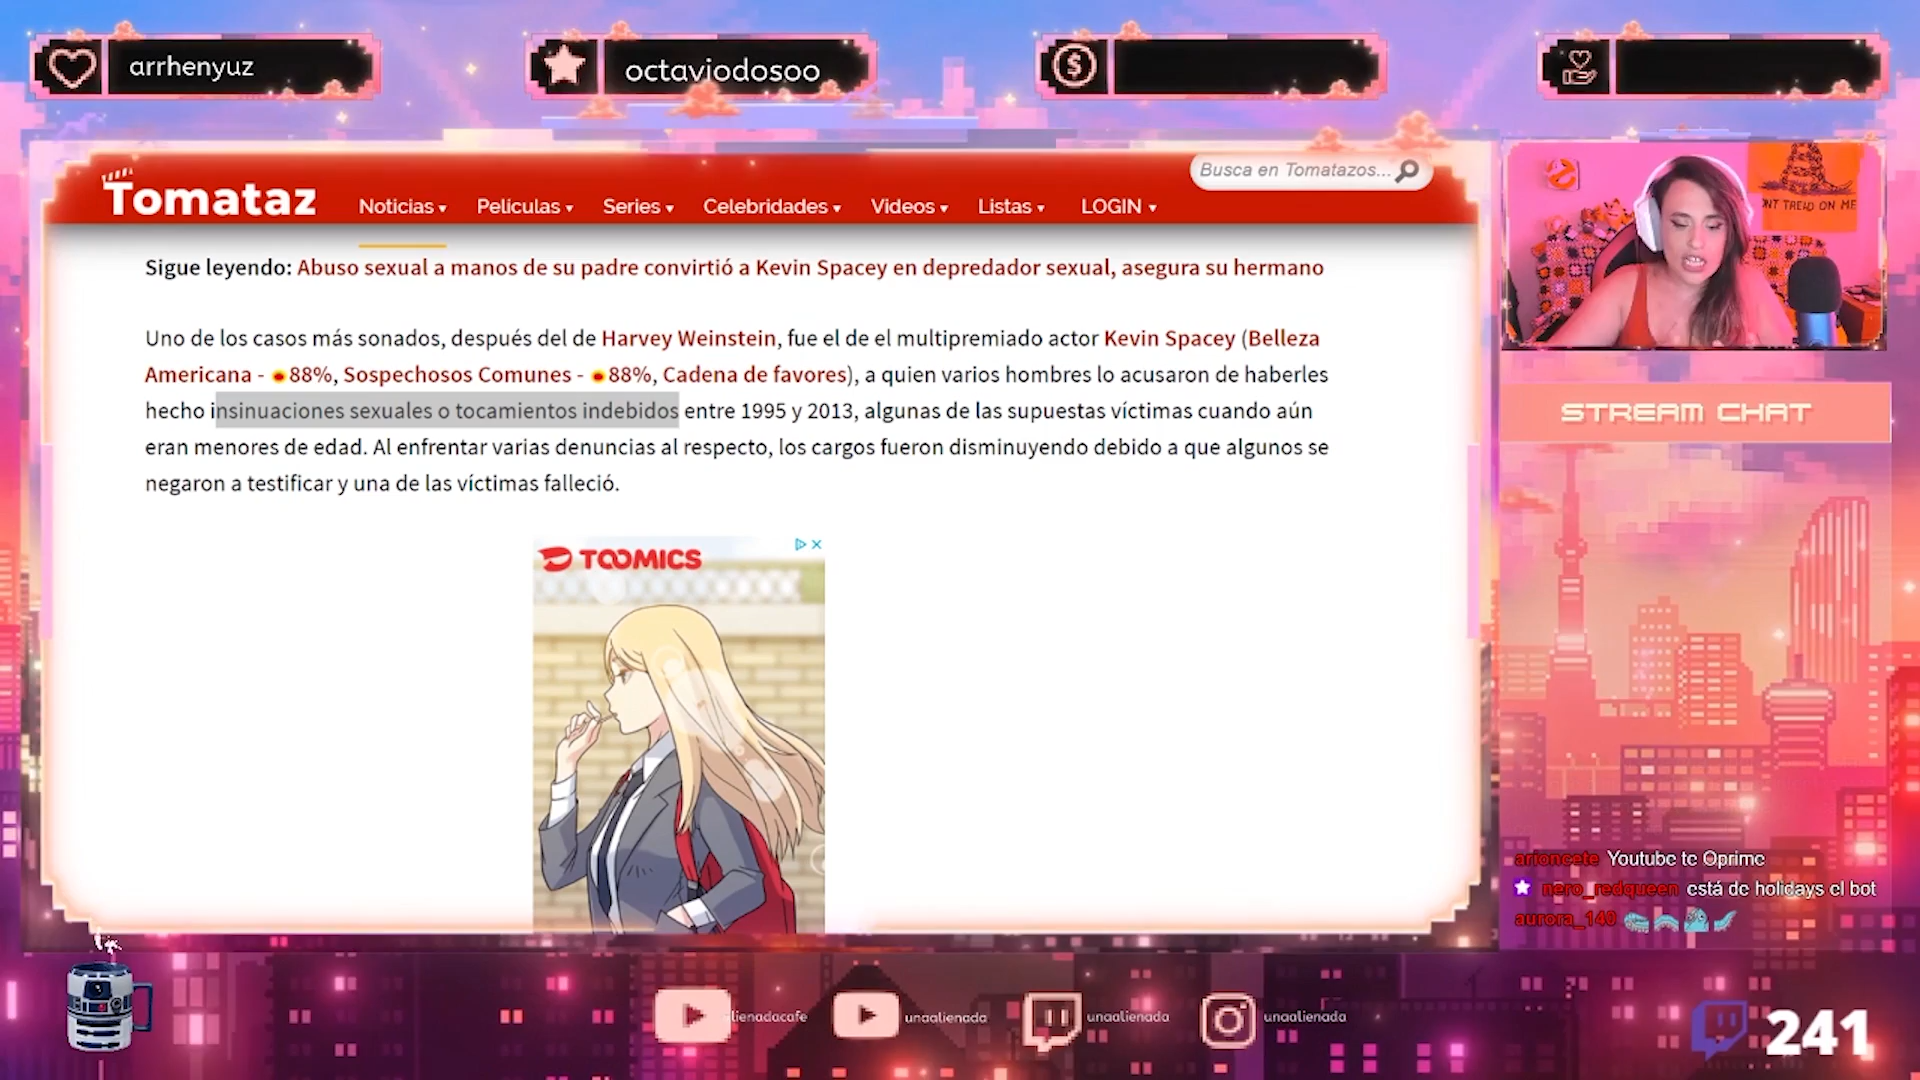 arrhenyuz
octaviodosoo
$
Tomataz
Busca en Tomatazos...
Noticias ▾ Películas ▾ Series ▾ Celebridades ▾ Videos ▾ Listas ▾ LOGIN ▾
DNT TREAD ON ME
Sigue leyendo: Abuso sexual a manos de su padre convirtió a Kevin Spacey en depredador sexual, asegura su hermano
Uno de los casos más sonados, después del de Harvey Weinstein, fue el de el multipremiado actor Kevin Spacey (Belleza
Americana - 88%, Sospechosos Comunes - 88%, Cadena de favores), a quien varios hombres lo acusaron de haberles
hecho insinuaciones sexuales o tocamientos indebidos entre 1995 y 2013, algunas de las supuestas víctimas cuando aún
eran menores de edad. Al enfrentar varias denuncias al respecto, los cargos fueron disminuyendo debido a que algunos se
negaron a testificar y una de las víctimas falleció.
TOOMICS
STREAM CHAT
arioncete Youtube te Oprime
nero_redqueen está de holidays el bot
aurora_140
lienadacafe
unaalienada
unaalienada
unaalienada
241